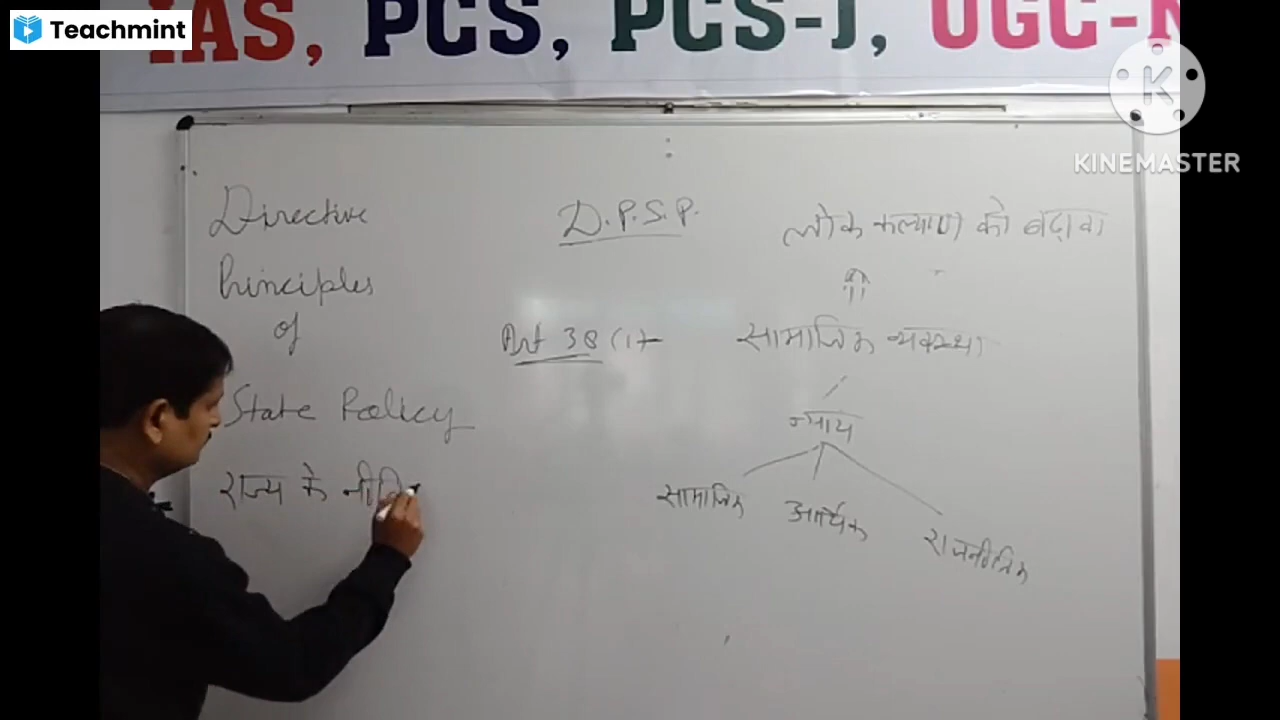 Teachmint
IAS, PCS, PCS-J, UGC-N
KINEMASTER
Directive
Principles
of
State Policy
राज्य के नीति
D.P.S.P.
Art 38 (1)-
लोक कल्याण को बढ़ावा
सामाजिक व्यवस्था
न्याय
सामाजिक आर्थिक राजनीतिक